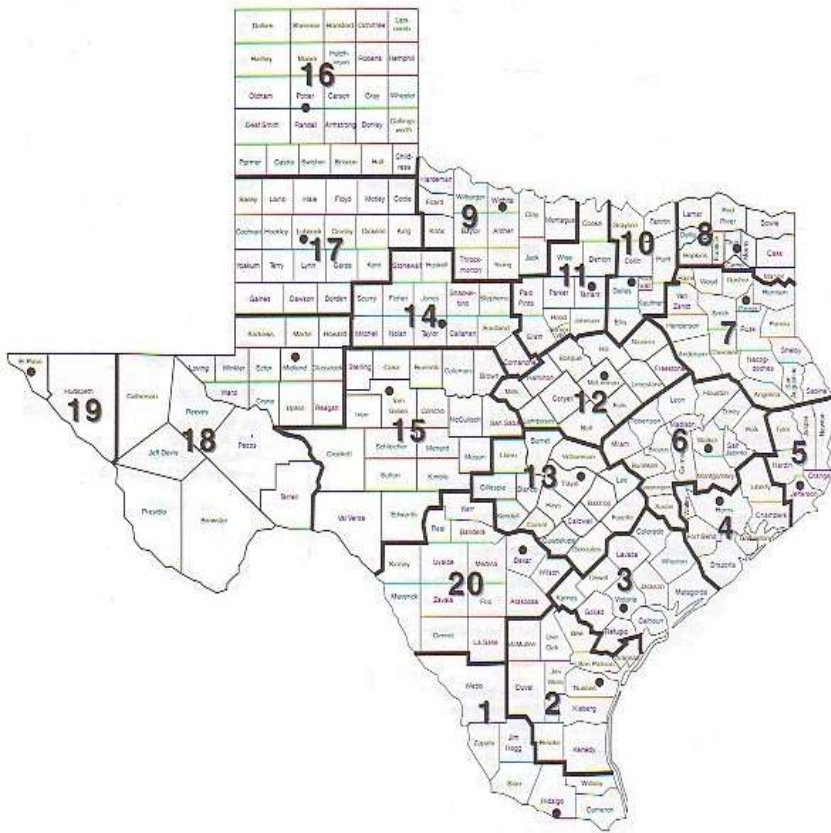 Dallam Sherman Hansford Ochiltree
Hartley Moore Roberts Hemphill
16
Oldham Potter Carson Gray Wheeler
Deaf Smith Randall Armstrong Donley Collingsworth
Parmer Castro Swisher Briscoe Hall Childress
Hardeman
Bailey Lamb Hale Floyd Motley Cottle
Foard Wilbarger Wichita
9
Clay Montague Cooke Grayson Fannin Lamar Red River Bowie
Cochran Hockley Lubbock Crosby Dickens King
17
Knox Baylor Archer
Wise Denton Collin Hunt
10
8
Hopkins Cass
11
Yoakum Terry Lynn Garza Kent Stonewall Haskell
Throckmorton Young Jack
Parker Tarrant Dallas Kaufman
Wood Upshur Harrison
Gaines Dawson Borden Scurry Fisher Jones Shackelford Stephens
Palo Pinto
Hood Johnson Ellis
Van Zandt Smith
14
Mitchell Nolan Taylor Callahan Eastland Erath
Henderson Rusk Panola
7
Andrews Martin Howard
Comanche Bosque Hill Navarro
Anderson Cherokee Shelby
El Paso Hudspeth Culberson
19
Loving Winkler Ector Midland Glasscock Sterling Coke Runnels Coleman Brown
Hamilton McLennan Limestone Freestone
Nacogdoches
Ward Crane Upton Reagan
Reeves
Tom Green Concho McCulloch
Mills Coryell Falls
12
Leon Houston Angelina Sabine
18
Jeff Davis Pecos
15
San Saba Lampasas Bell
Robertson Madison Trinity Polk Tyler
6
Walker San Jacinto
5
Crockett Schleicher Menard Mason Llano Burnet
Williamson Milam
Hardin
Presidio Brewster Terrell
Sutton Kimble Gillespie Blanco
13
Travis Lee Burleson Montgomery
Liberty Orange Jefferson
Val Verde Edwards Real Kerr Kendall Hays Bastrop
Caldwell Fayette
Harris Chambers
4
Bandera Comal Guadalupe Gonzales Colorado
Fort Bend
Kinney Uvalde Medina Bexar Wilson
Lavaca Wharton Brazoria
3
20
Maverick Zavala Frio Atascosa Karnes Dewitt Jackson Matagorda
Goliad Victoria Calhoun
Refugio
Dimmit La Salle McMullen Live Oak Bee
San Patricio
Webb Duval Jim Wells Nueces
1
2
Kleberg
Zapata Jim Hogg Brooks Kenedy
Starr Hidalgo Willacy
Cameron